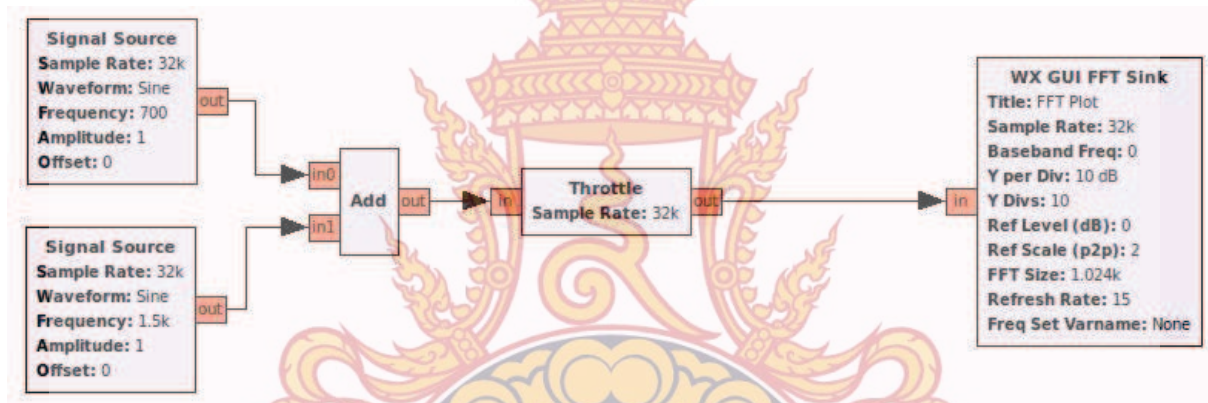 Signal Source
Sample Rate: 32k
Waveform: Sine
Frequency: 700
Amplitude: 1
Offset: 0
out
Signal Source
Sample Rate: 32k
Waveform: Sine
Frequency: 1.5k
Amplitude: 1
Offset: 0
out
in0
in1
Add
out
in
Throttle
Sample Rate: 32k
out
in
WX GUI FFT Sink
Title: FFT Plot
Sample Rate: 32k
Baseband Freq: 0
Y per Div: 10 dB
Y Divs: 10
Ref Level (dB): 0
Ref Scale (p2p): 2
FFT Size: 1.024k
Refresh Rate: 15
Freq Set Varname: None